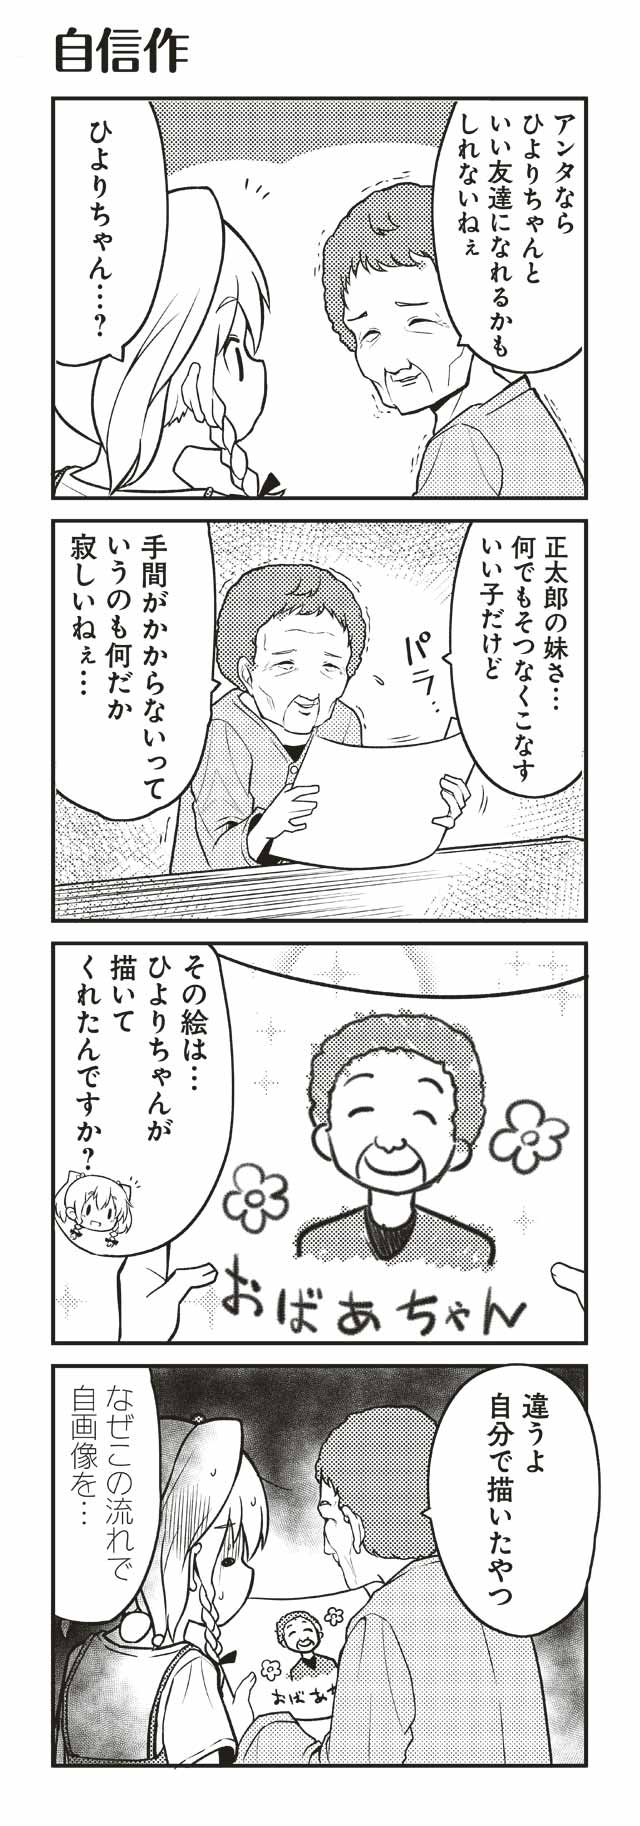 自信作
アンタなら
ひよりちゃんと
いい友達になれるかも
しれないねぇ
ひよりちゃん…?
正太郎の妹さ…
何でもそつなくこなす
いい子だけど
パラ
手間がかからないって
いうのも何だか
寂しいねぇ…
その絵は…
ひよりちゃんが
描いて
くれたんですか?
おばあちゃん
違うよ
自分で描いたやつ
おばあち
なぜこの流れで
自画像を…